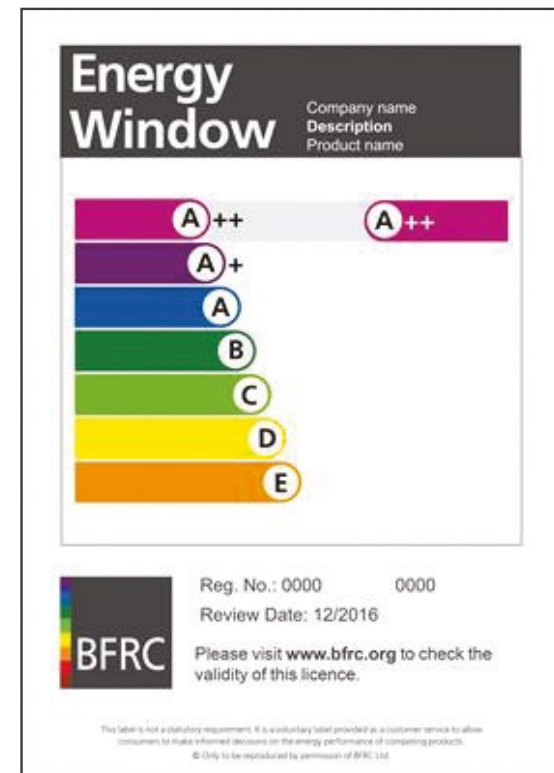 Energy
Window
Company name
Description
Product name
A++ A++
A+
A
B
C
D
E
BFRC
Reg. No.: 0000 0000
Review Date: 12/2016
Please visit www.bfrc.org to check the
validity of this licence.
This label is not a statutory requirement. It is a voluntary label provided as a customer service to allow
consumers to make informed decisions on the energy performance of competing products.
© Only to be reproduced by permission of BFRC Ltd